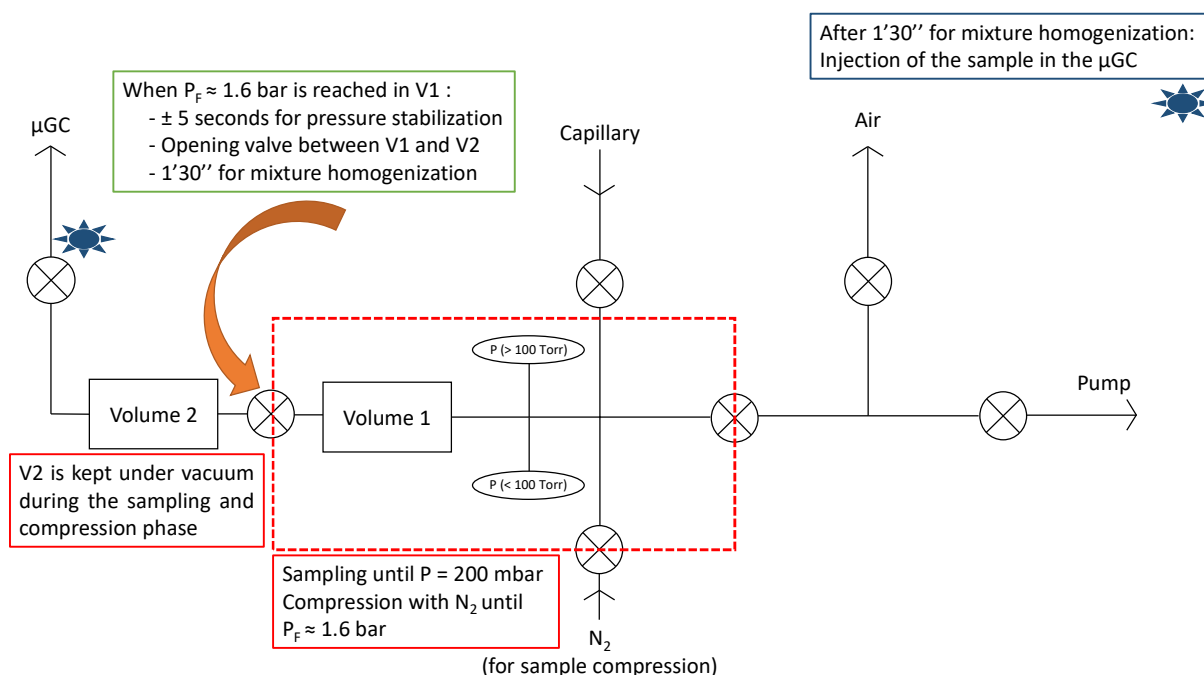 After 1’30’’ for mixture homogenization:
Injection of the sample in the µGC
When P_F ≈ 1.6 bar is reached in V1 :
- ± 5 seconds for pressure stabilization
- Opening valve between V1 and V2
- 1’30’’ for mixture homogenization
µGC
Capillary
Air
P (> 100 Torr)
Pump
Volume 2
Volume 1
P (< 100 Torr)
V2 is kept under vacuum
during the sampling and
compression phase
Sampling until P = 200 mbar
Compression with N₂ until
P_F ≈ 1.6 bar
N₂
(for sample compression)